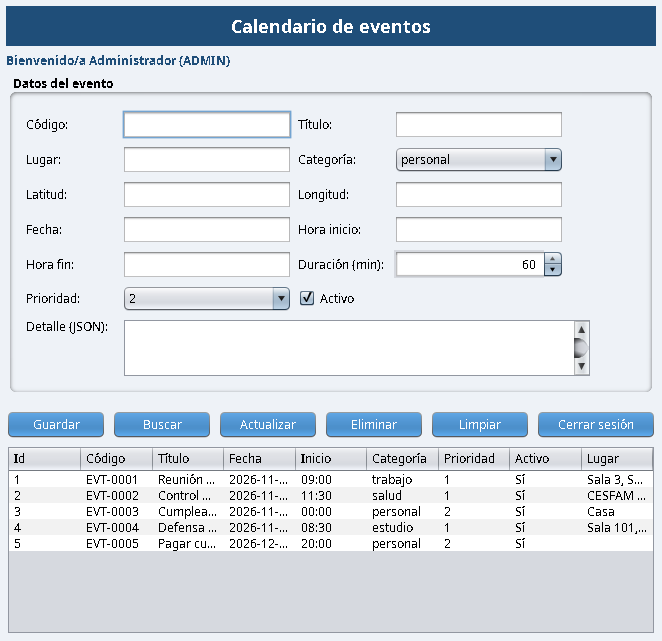 Calendario de eventos
Bienvenido/a Administrador (ADMIN)
Datos del evento
Código: Título:
Lugar: Categoría: personal
Latitud: Longitud:
Fecha: Hora inicio:
Hora fin: Duración (min): 60
Prioridad: 2 Activo
Detalle (JSON):
Guardar Buscar Actualizar Eliminar Limpiar Cerrar sesión
Id Código Título Fecha Inicio Categoría Prioridad Activo Lugar
1 EVT-0001 Reunión ... 2026-11-... 09:00 trabajo 1 Sí Sala 3, S...
2 EVT-0002 Control ... 2026-11-... 11:30 salud 1 Sí CESFAM ...
3 EVT-0003 Cumplea... 2026-11-... 00:00 personal 2 Sí Casa
4 EVT-0004 Defensa ... 2026-11-... 08:30 estudio 1 Sí Sala 101,...
5 EVT-0005 Pagar cu... 2026-12-... 20:00 personal 2 Sí